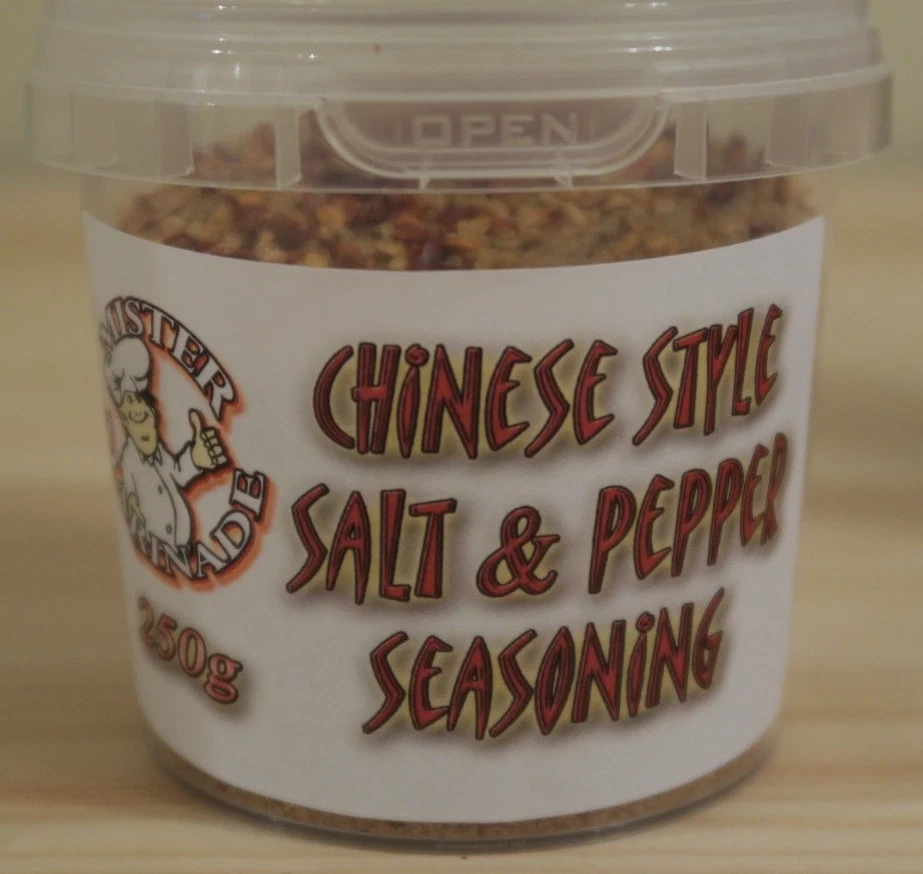 OPEN
MISTER
CHINESE STYLE
SALT & PEPPER
SEASONING
250g